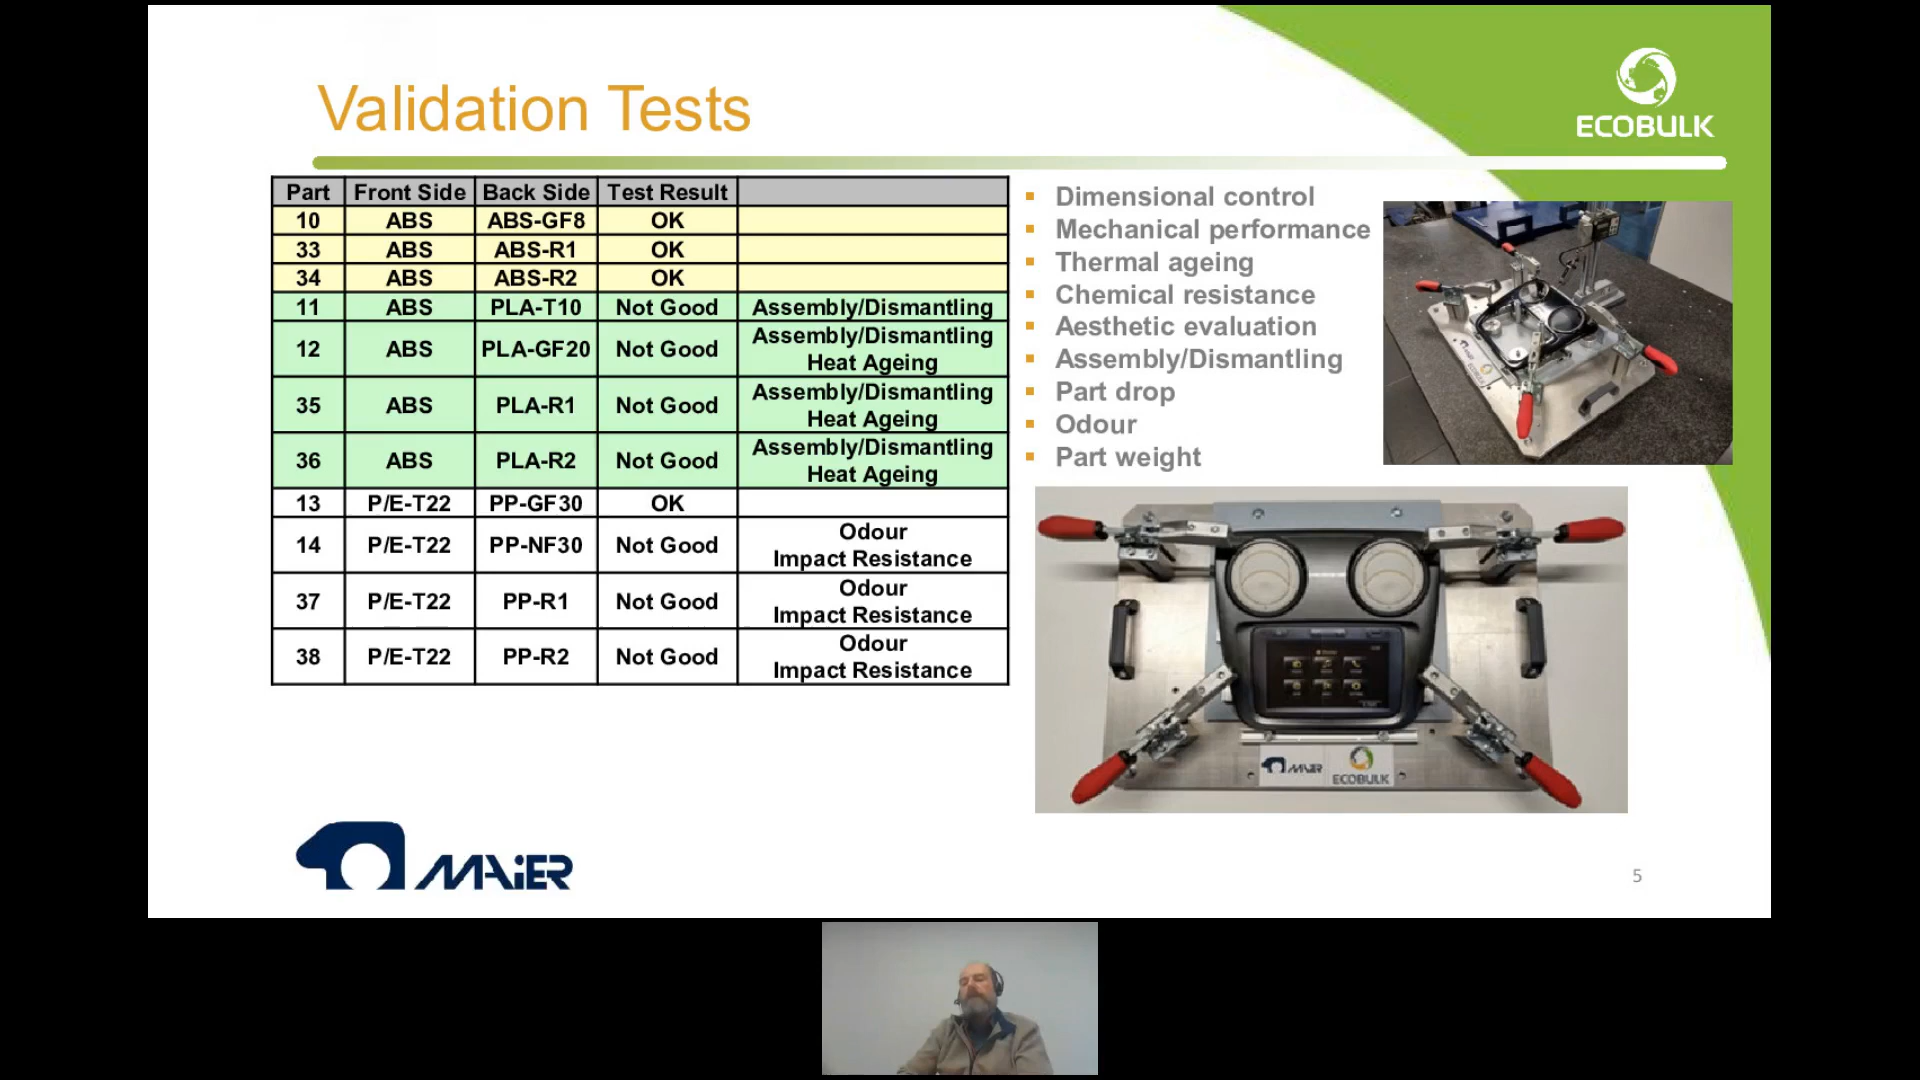 Validation Tests
ECOBULK
Part Front Side Back Side Test Result
10 ABS ABS-GF8 OK
33 ABS ABS-R1 OK
34 ABS ABS-R2 OK
11 ABS PLA-T10 Not Good Assembly/Dismantling
12 ABS PLA-GF20 Not Good Assembly/Dismantling
Heat Ageing
35 ABS PLA-R1 Not Good Assembly/Dismantling
Heat Ageing
36 ABS PLA-R2 Not Good Assembly/Dismantling
Heat Ageing
13 P/E-T22 PP-GF30 OK
14 P/E-T22 PP-NF30 Not Good Odour
Impact Resistance
37 P/E-T22 PP-R1 Not Good Odour
Impact Resistance
38 P/E-T22 PP-R2 Not Good Odour
Impact Resistance
Dimensional control
Mechanical performance
Thermal ageing
Chemical resistance
Aesthetic evaluation
Assembly/Dismantling
Part drop
Odour
Part weight
MAIER
ECOBULK
MAiER
5